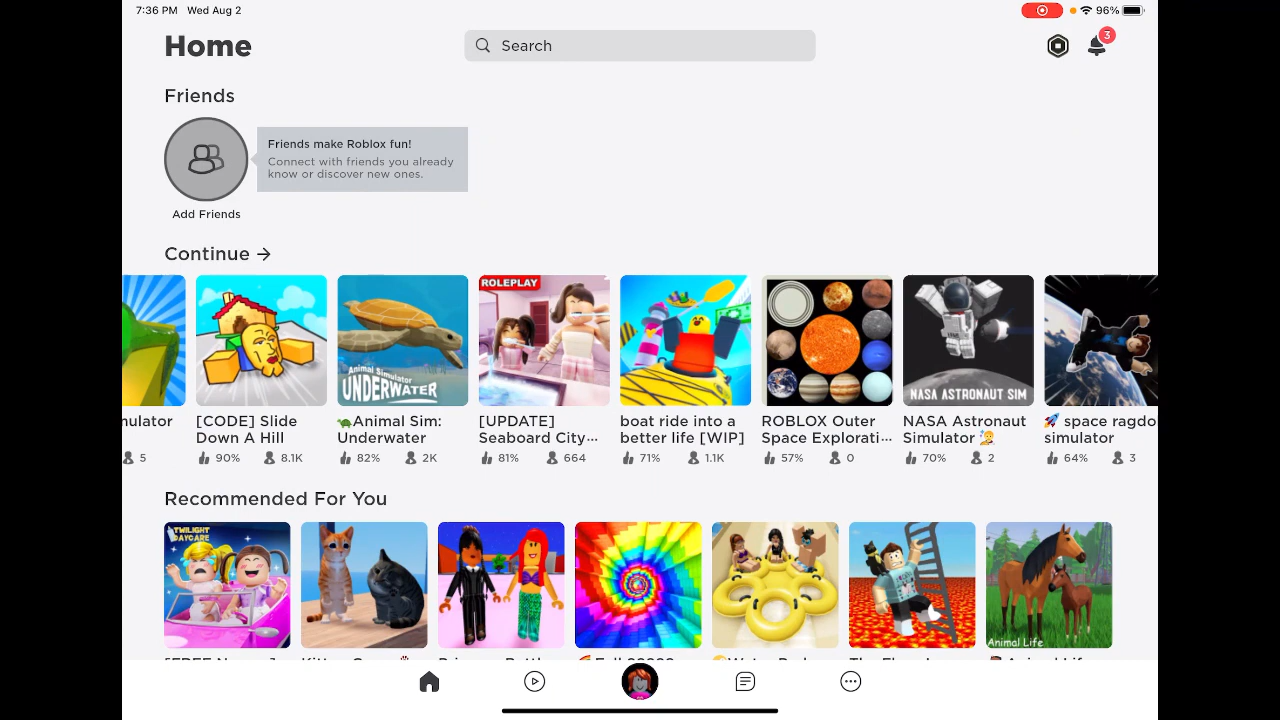 7:36 PM Wed Aug 2
96%
Home
Search
3
Friends
Friends make Roblox fun!
Connect with friends you already
know or discover new ones.
Add Friends
Continue →
ROLEPLAY
Animal Simulator
UNDERWATER
NASA ASTRONAUT SIM
nulator
[CODE] Slide
Down A Hill
🐢Animal Sim:
Underwater
[UPDATE]
Seaboard City...
boat ride into a
better life [WIP]
ROBLOX Outer
Space Explorati...
NASA Astronaut
Simulator
🚀 space ragdo
simulator
5
90% 8.1K
82% 2K
81% 664
71% 1.1K
57% 0
70% 2
64% 3
Recommended For You
TWILIGHT
DAYCARE
Animal Life